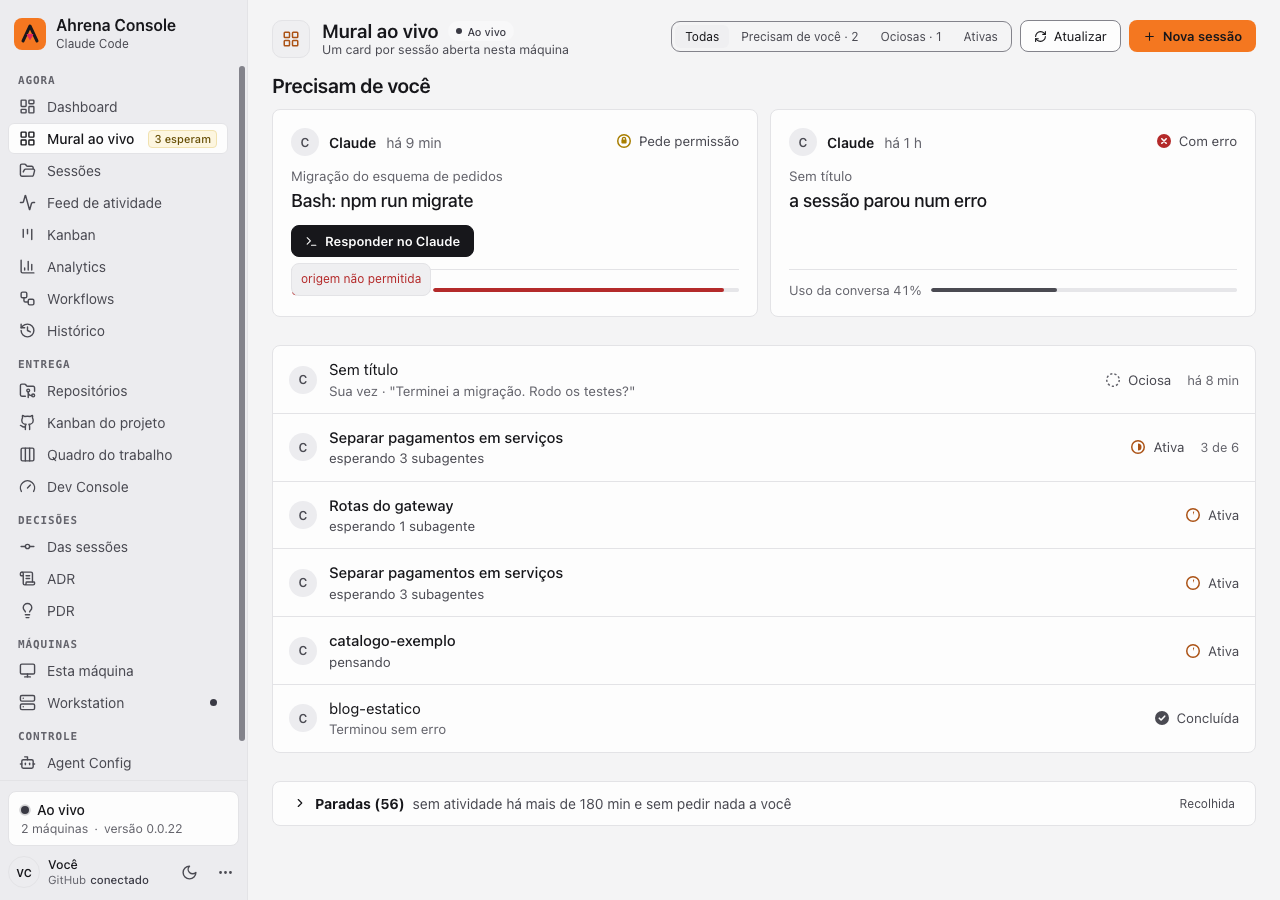 Ahrena Console
Claude Code
AGORA
Dashboard
Mural ao vivo
3 esperam
Sessões
Feed de atividade
Kanban
Analytics
Workflows
Histórico
ENTREGA
Repositórios
Kanban do projeto
Quadro do trabalho
Dev Console
DECISÕES
Das sessões
ADR
PDR
MÁQUINAS
Esta máquina
Workstation
CONTROLE
Agent Config
Ao vivo
2 máquinas · versão 0.0.22
VC
Você
GitHub conectado
Mural ao vivo
Ao vivo
Um card por sessão aberta nesta máquina
Todas
Precisam de você · 2
Ociosas · 1
Ativas
Atualizar
Nova sessão
Precisam de você
C
Claude há 9 min
Pede permissão
Migração do esquema de pedidos
Bash: npm run migrate
Responder no Claude
origem não permitida
C
Claude há 1 h
Com erro
Sem título
a sessão parou num erro
Uso da conversa 41%
C
Sem título
Sua vez · "Terminei a migração. Rodo os testes?"
Ociosa há 8 min
C
Separar pagamentos em serviços
esperando 3 subagentes
Ativa 3 de 6
C
Rotas do gateway
esperando 1 subagente
Ativa
C
Separar pagamentos em serviços
esperando 3 subagentes
Ativa
C
catalogo-exemplo
pensando
Ativa
C
blog-estatico
Terminou sem erro
Concluída
Paradas (56) sem atividade há mais de 180 min e sem pedir nada a você
Recolhida